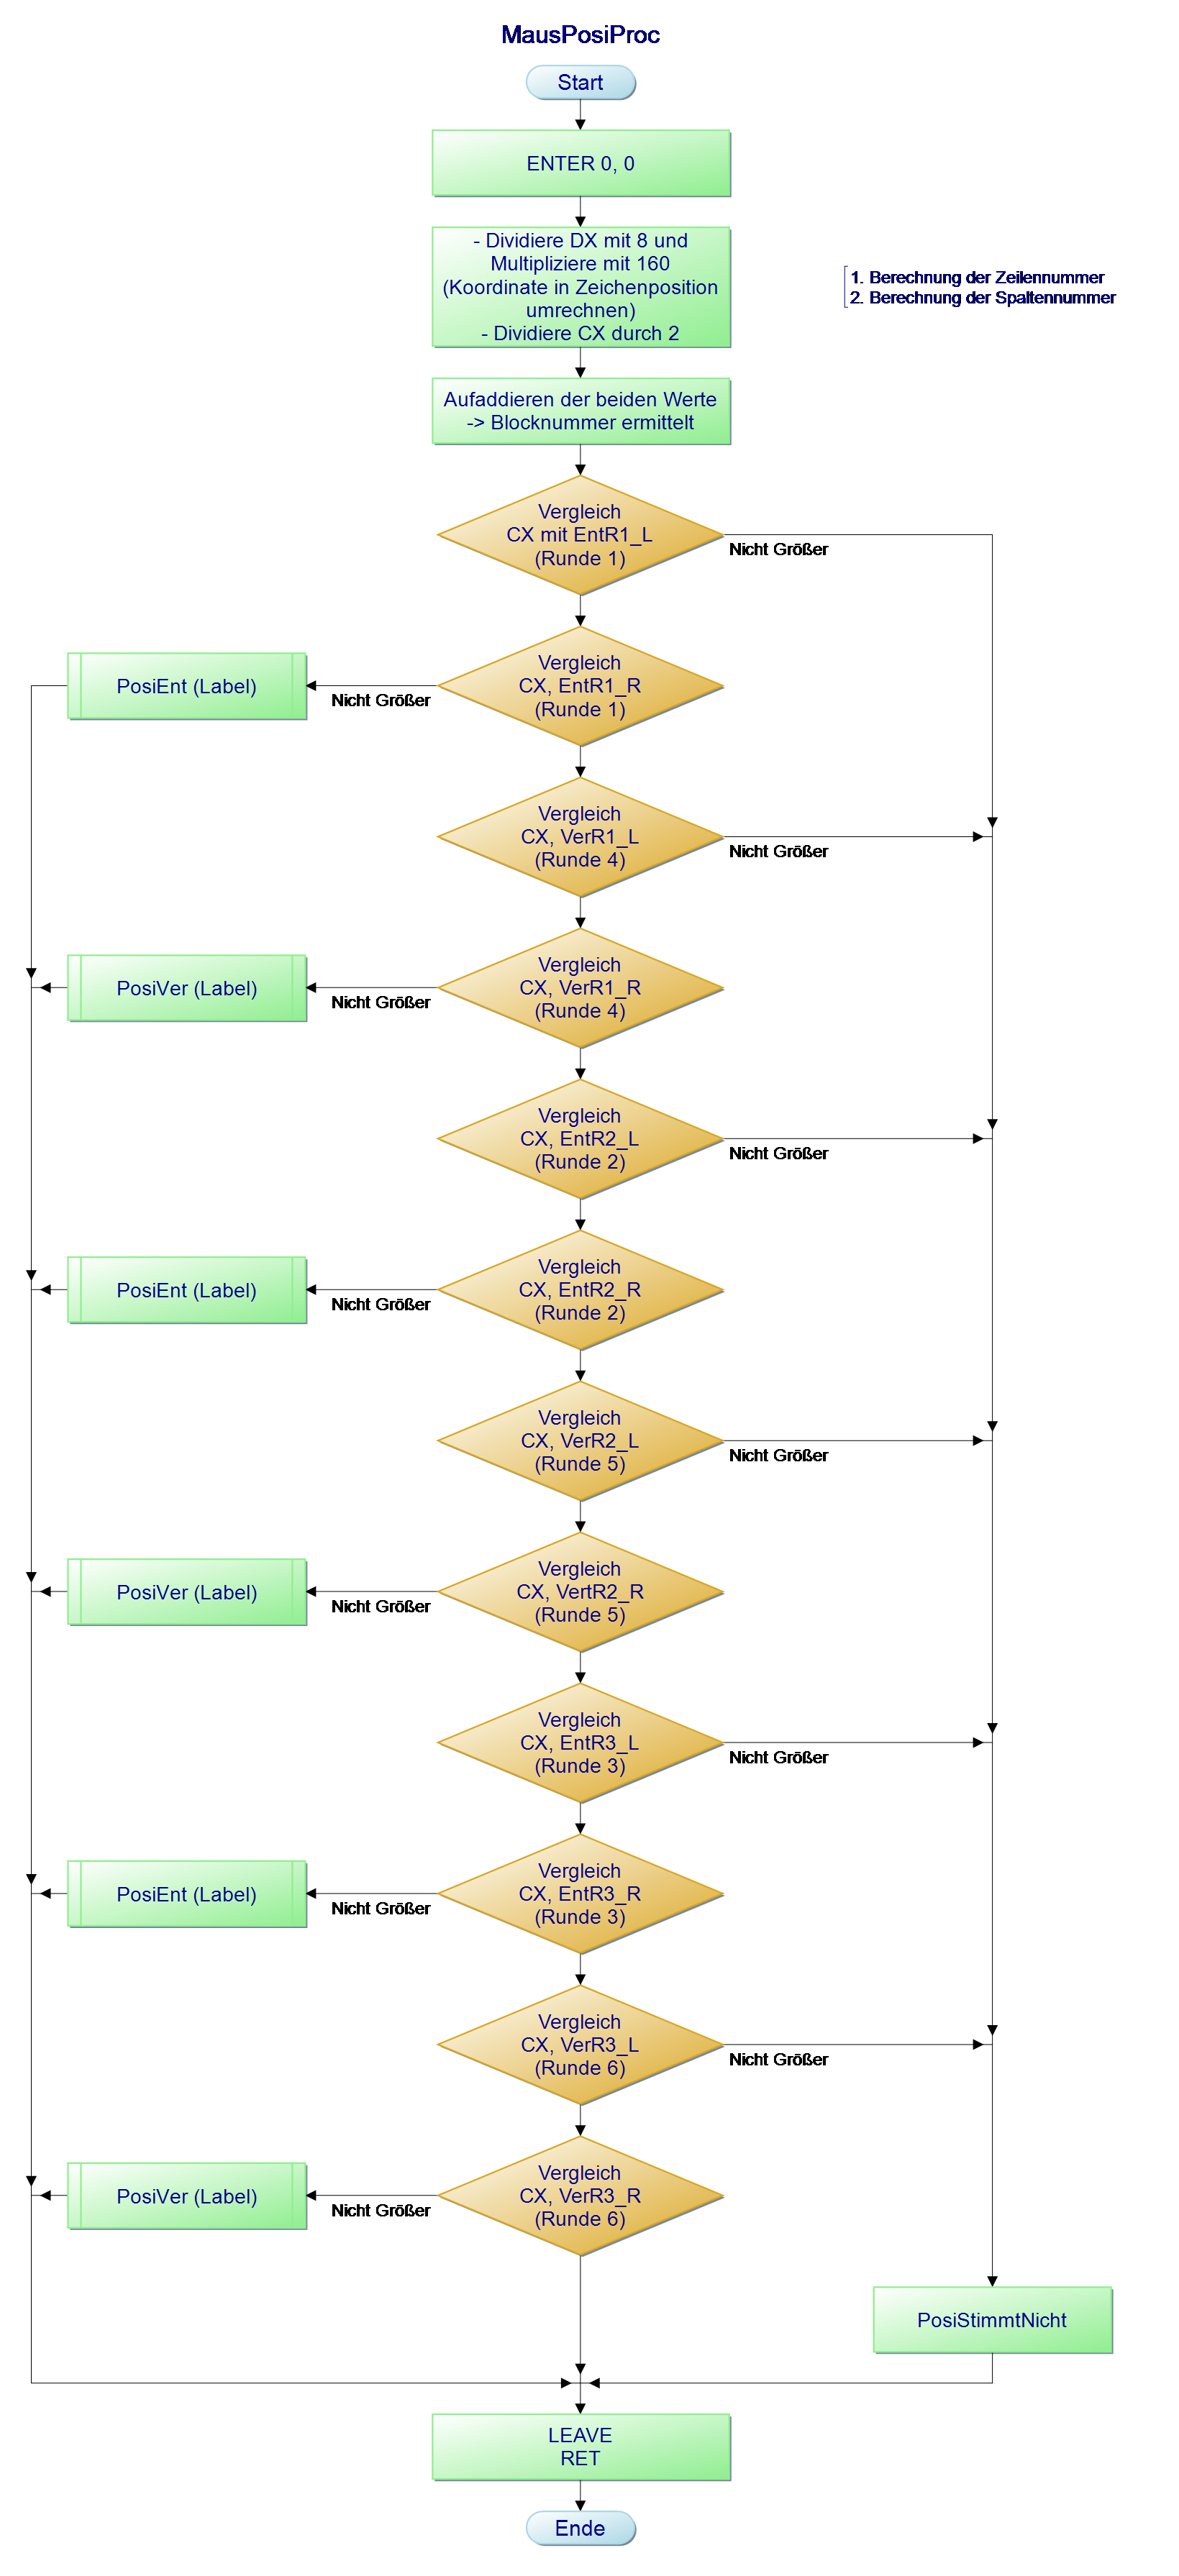 MausPosiProc
Start
ENTER 0, 0
- Dividiere DX mit 8 und
Multipliziere mit 160
(Koordinate in Zeichenposition
umrechnen)
- Dividiere CX durch 2
1. Berechnung der Zeilennummer
2. Berechnung der Spaltennummer
Aufaddieren der beiden Werte
-> Blocknummer ermittelt
Vergleich
CX mit EntR1_L
(Runde 1)
Nicht Größer
Vergleich
CX, EntR1_R
(Runde 1)
Nicht Größer
PosiEnt (Label)
Vergleich
CX, VerR1_L
(Runde 4)
Nicht Größer
Vergleich
CX, VerR1_R
(Runde 4)
Nicht Größer
PosiVer (Label)
Vergleich
CX, EntR2_L
(Runde 2)
Nicht Größer
Vergleich
CX, EntR2_R
(Runde 2)
Nicht Größer
PosiEnt (Label)
Vergleich
CX, VerR2_L
(Runde 5)
Nicht Größer
Vergleich
CX, VertR2_R
(Runde 5)
Nicht Größer
PosiVer (Label)
Vergleich
CX, EntR3_L
(Runde 3)
Nicht Größer
Vergleich
CX, EntR3_R
(Runde 3)
Nicht Größer
PosiEnt (Label)
Vergleich
CX, VerR3_L
(Runde 6)
Nicht Größer
Vergleich
CX, VerR3_R
(Runde 6)
Nicht Größer
PosiVer (Label)
PosiStimmtNicht
LEAVE
RET
Ende